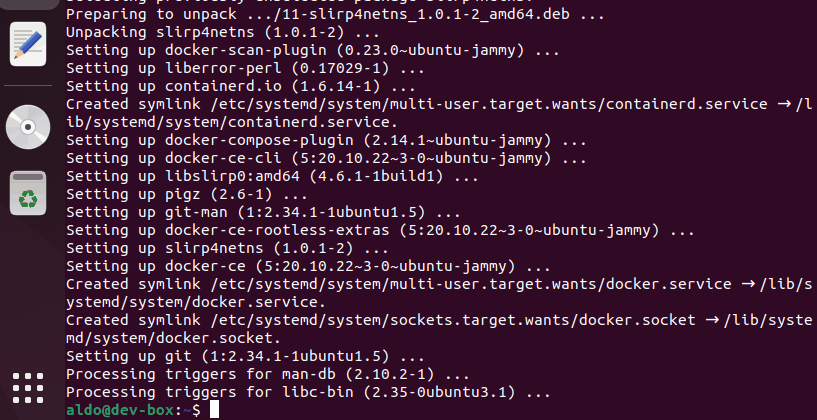 Preparing to unpack .../11-slirp4netns_1.0.1-2_amd64.deb ...
Unpacking slirp4netns (1.0.1-2) ...
Setting up docker-scan-plugin (0.23.0~ubuntu-jammy) ...
Setting up liberror-perl (0.17029-1) ...
Setting up containerd.io (1.6.14-1) ...
Created symlink /etc/systemd/system/multi-user.target.wants/containerd.service → /l
ib/systemd/system/containerd.service.
Setting up docker-compose-plugin (2.14.1~ubuntu-jammy) ...
Setting up docker-ce-cli (5:20.10.22~3-0~ubuntu-jammy) ...
Setting up libslirp0:amd64 (4.6.1-1build1) ...
Setting up pigz (2.6-1) ...
Setting up git-man (1:2.34.1-1ubuntu1.5) ...
Setting up docker-ce-rootless-extras (5:20.10.22~3-0~ubuntu-jammy) ...
Setting up slirp4netns (1.0.1-2) ...
Setting up docker-ce (5:20.10.22~3-0~ubuntu-jammy) ...
Created symlink /etc/systemd/system/multi-user.target.wants/docker.service → /lib/s
ystemd/system/docker.service.
Created symlink /etc/systemd/system/sockets.target.wants/docker.socket → /lib/syste
md/system/docker.socket.
Setting up git (1:2.34.1-1ubuntu1.5) ...
Processing triggers for man-db (2.10.2-1) ...
Processing triggers for libc-bin (2.35-0ubuntu3.1) ...
aldo@dev-box:~$